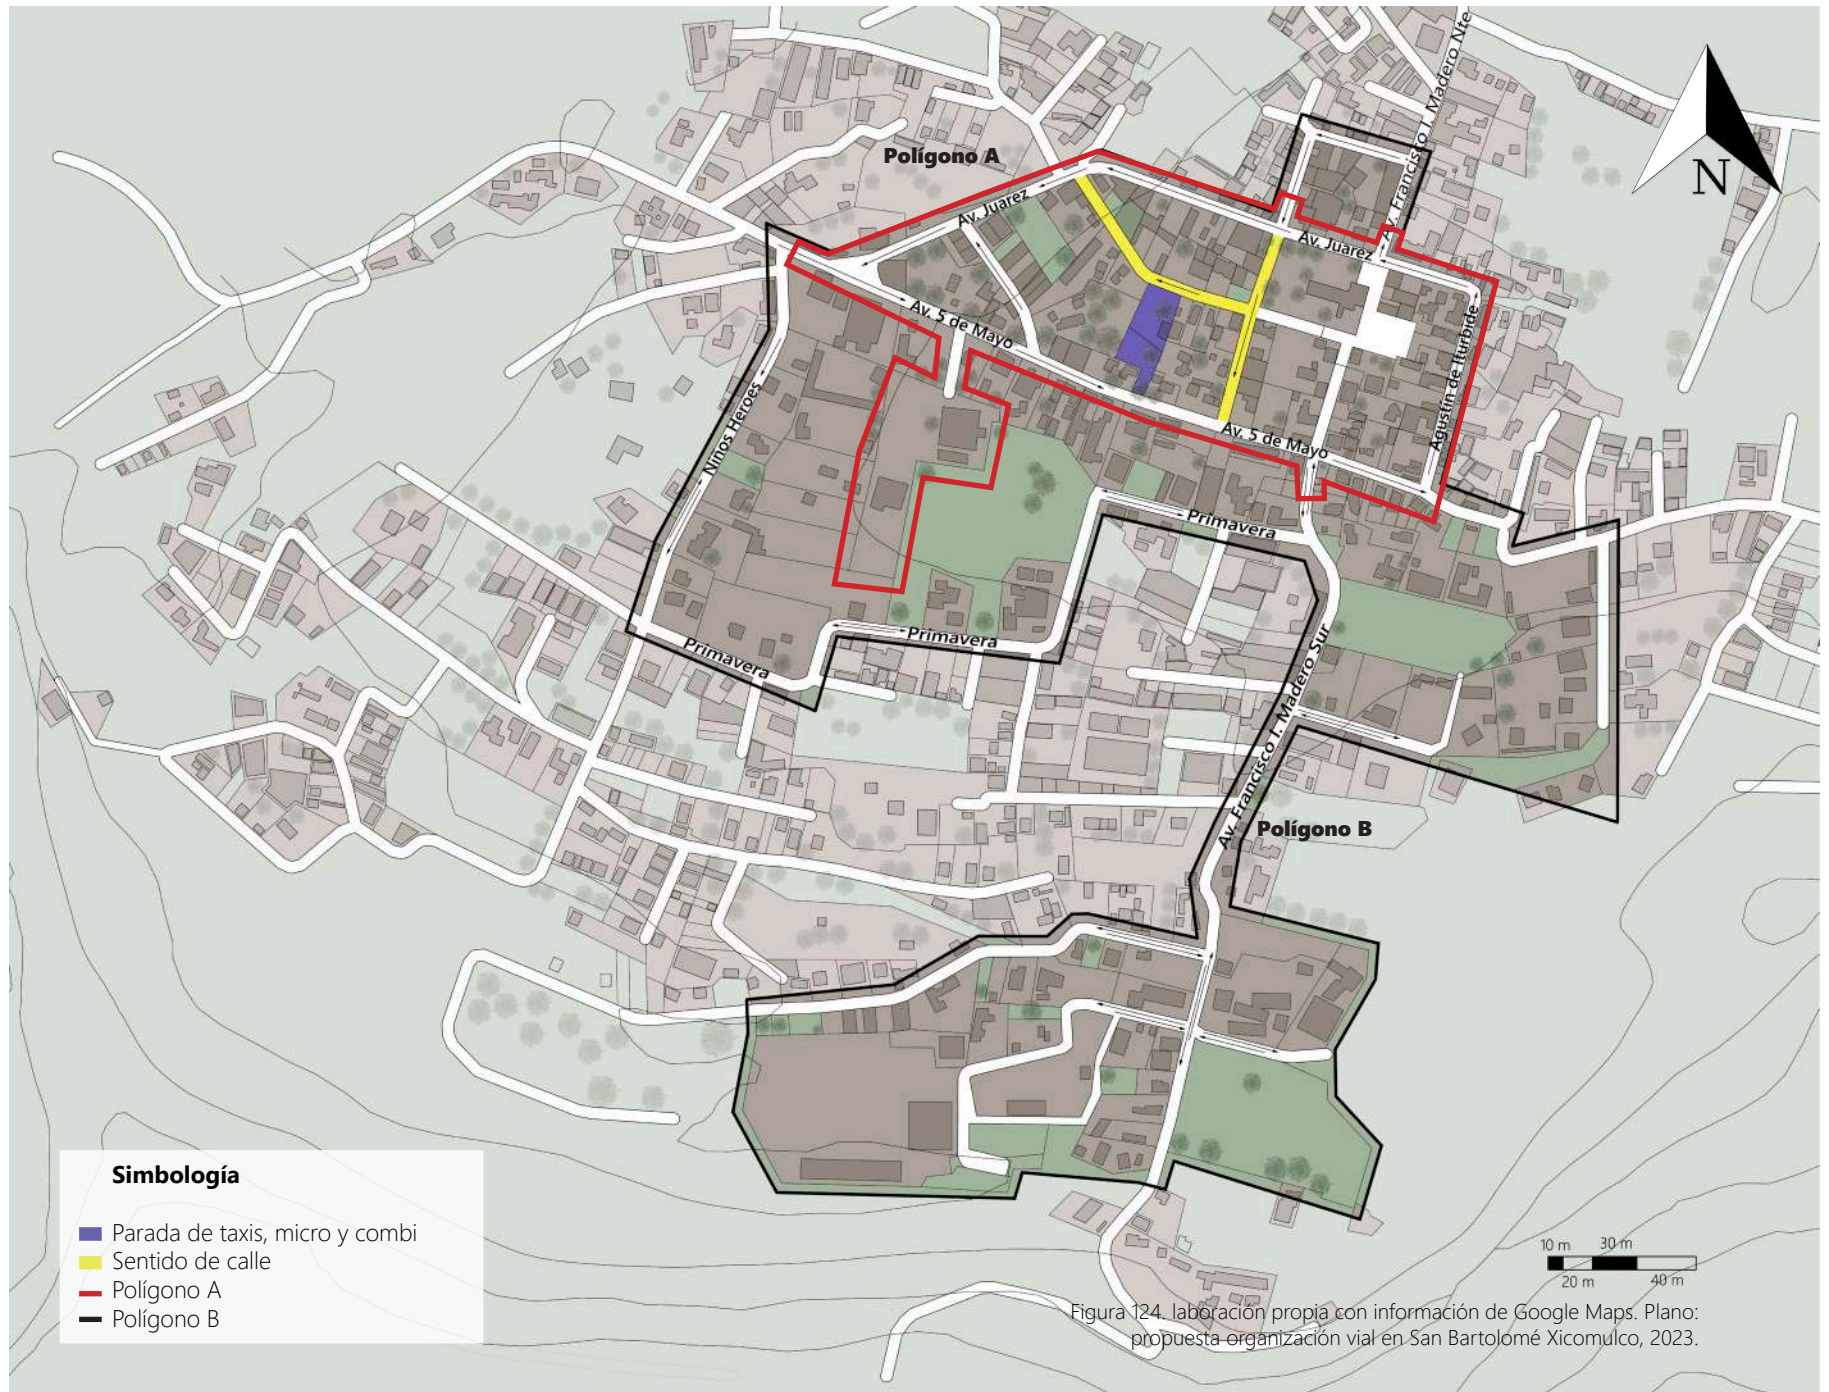 Av. Francisco I. Madero Nte
N
Polígono A
Av. Juarez
Av. Juarez
Av. 5 de Mayo
Agustín de Iturbide
Niños Heroes
Av. 5 de Mayo
Primavera
Primavera
Primavera
Av. Francisco I. Madero Sur
Polígono B
Simbología
Parada de taxis, micro y combi
Sentido de calle
Polígono A
Polígono B
10 m 30 m
20 m 40 m
Figura 124. laboración propia con información de Google Maps. Plano:
propuesta organización vial en San Bartolomé Xicomulco, 2023.